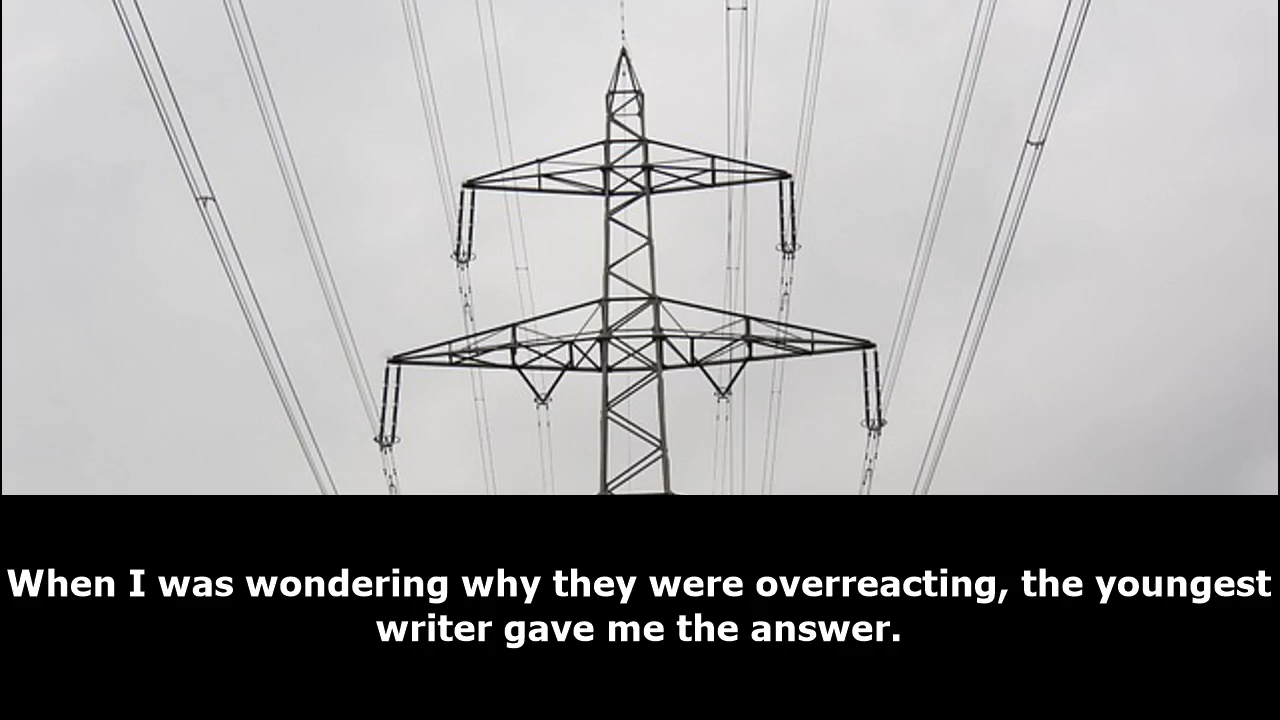 When I was wondering why they were overreacting, the youngest
writer gave me the answer.